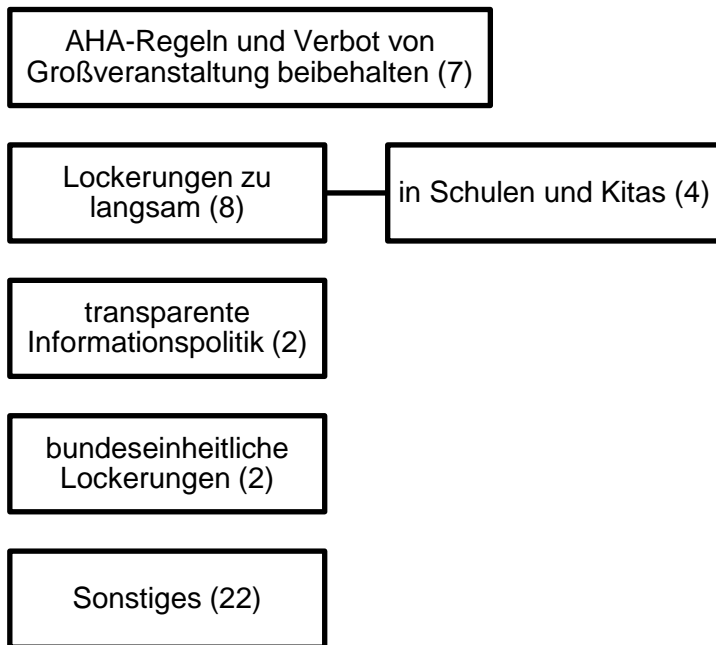 AHA-Regeln und Verbot von
Großveranstaltung beibehalten (7)
Lockerungen zu
langsam (8)
in Schulen und Kitas (4)
transparente
Informationspolitik (2)
bundeseinheitliche
Lockerungen (2)
Sonstiges (22)